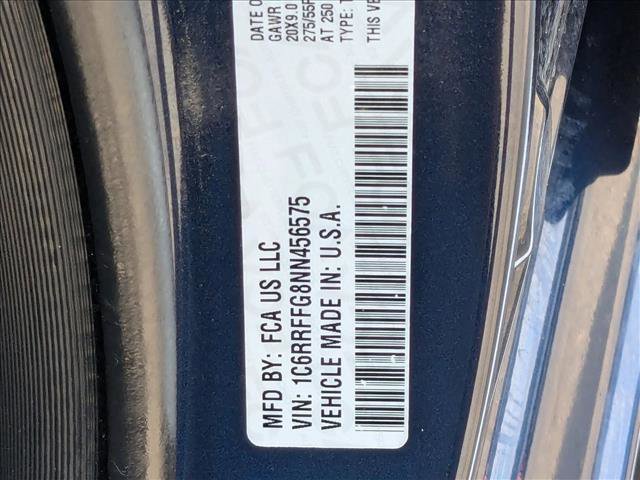 MFD BY: FCA US LLC
VIN: 1C6RRFFG8NN456575
VEHICLE MADE IN: U.S.A.
DATE O
GAWR
20X9.0
275/55R
AT 250
TYPE: T
THIS VE